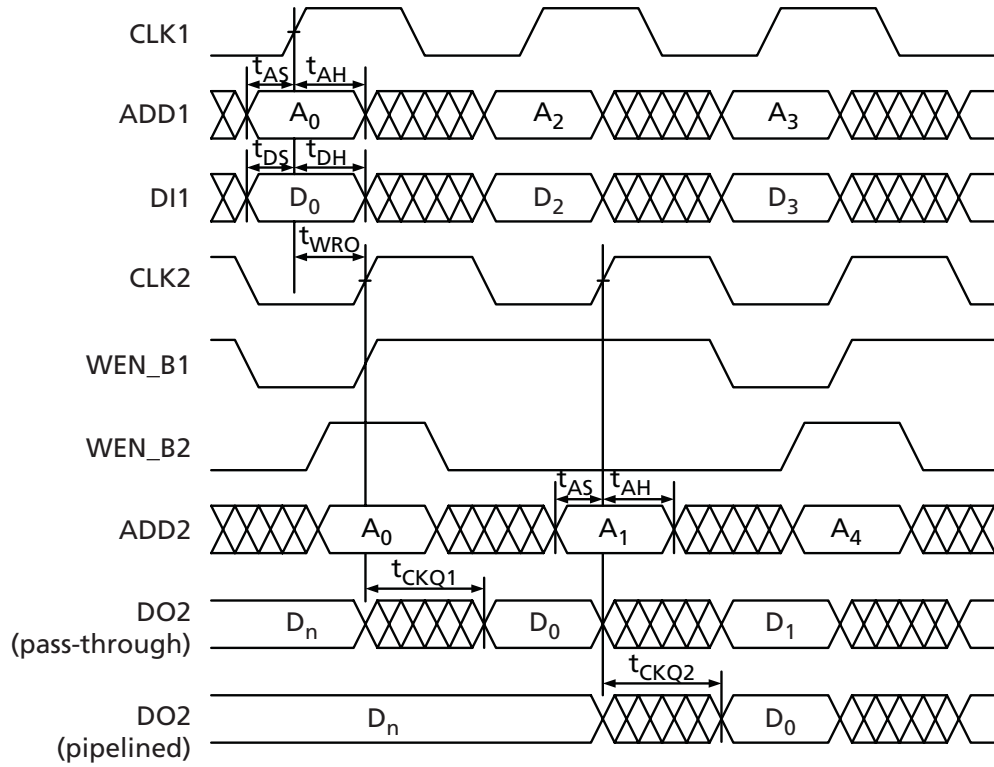 CLK1
t_AS t_AH
ADD1 A_0 A_2 A_3
t_DS t_DH
DI1 D_0 D_2 D_3
t_WRO
CLK2
WEN_B1
WEN_B2
t_AS t_AH
ADD2 A_0 A_1 A_4
t_CKQ1
DO2
(pass-through) D_n D_0 D_1
t_CKQ2
DO2
(pipelined) D_n D_0